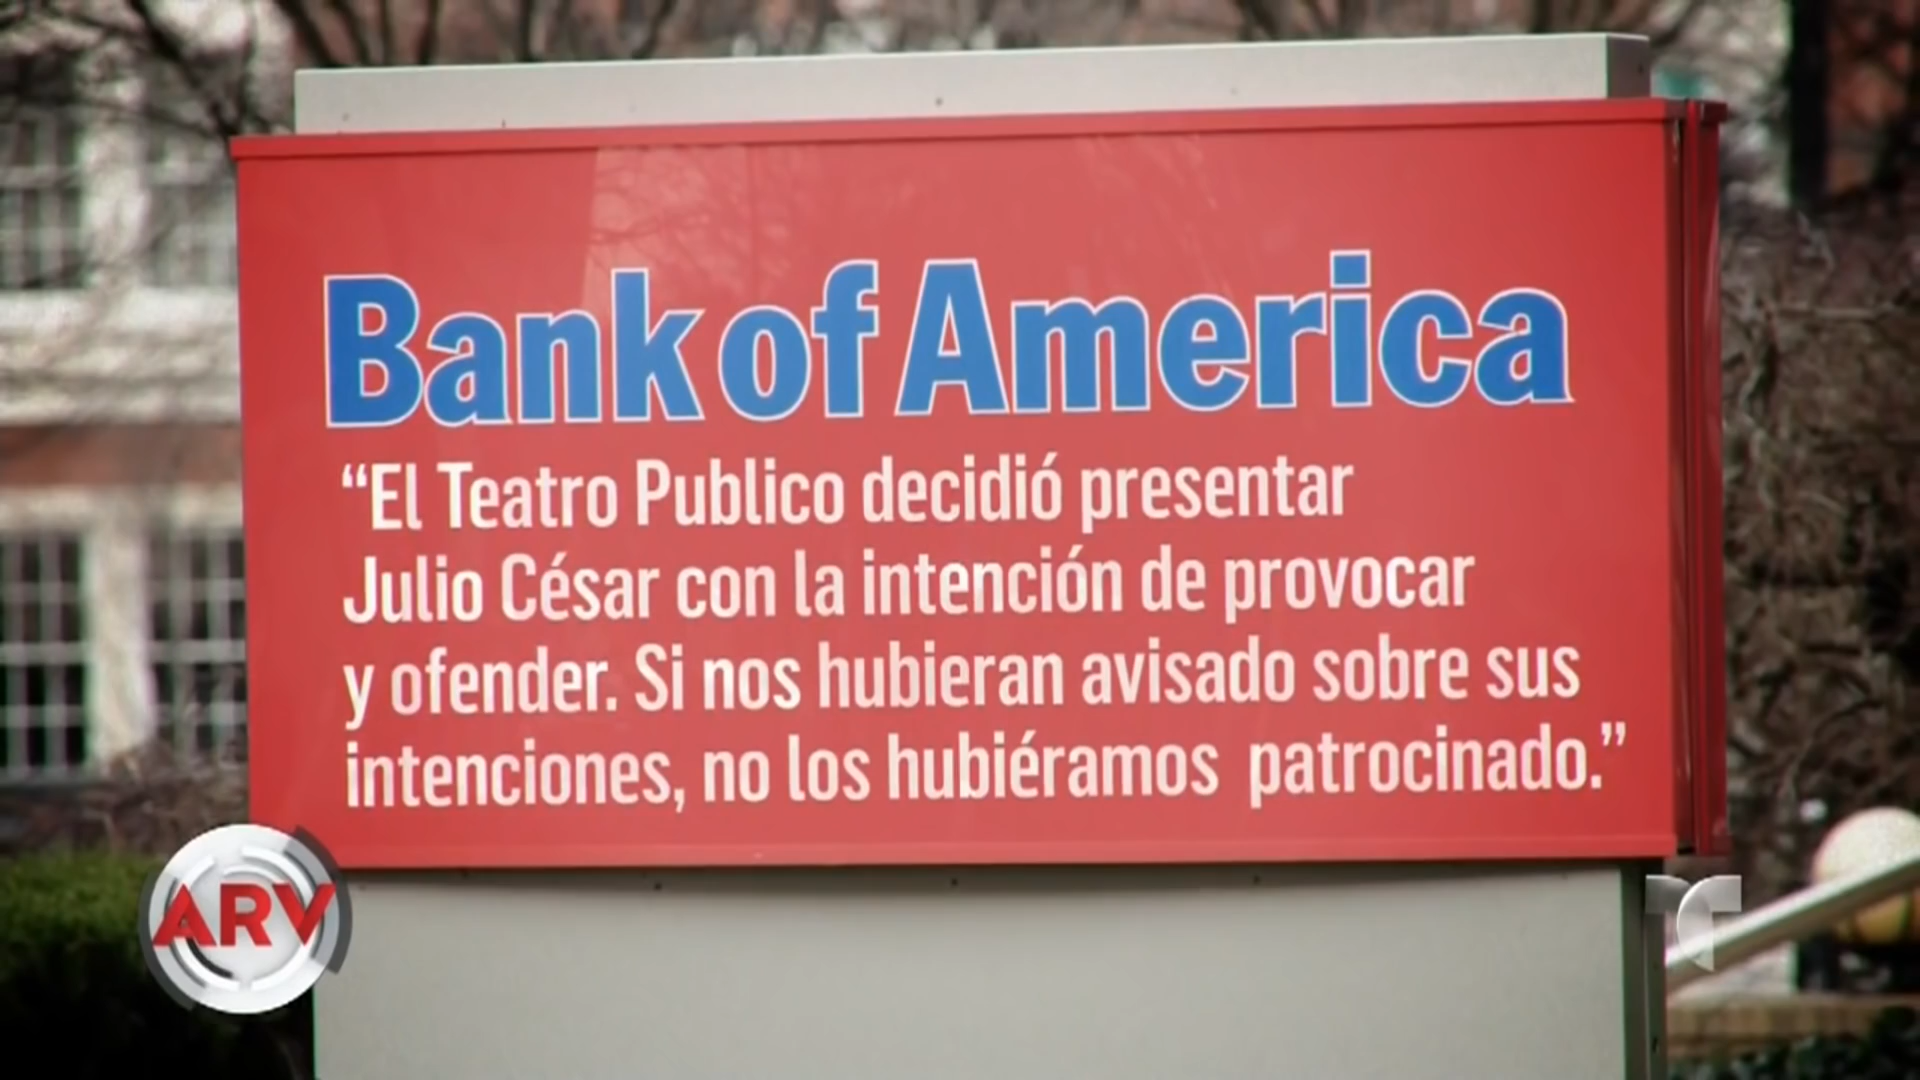 Bank of America
“El Teatro Publico decidió presentar
Julio César con la intención de provocar
y ofender. Si nos hubieran avisado sobre sus
intenciones, no los hubiéramos patrocinado.”
ARV